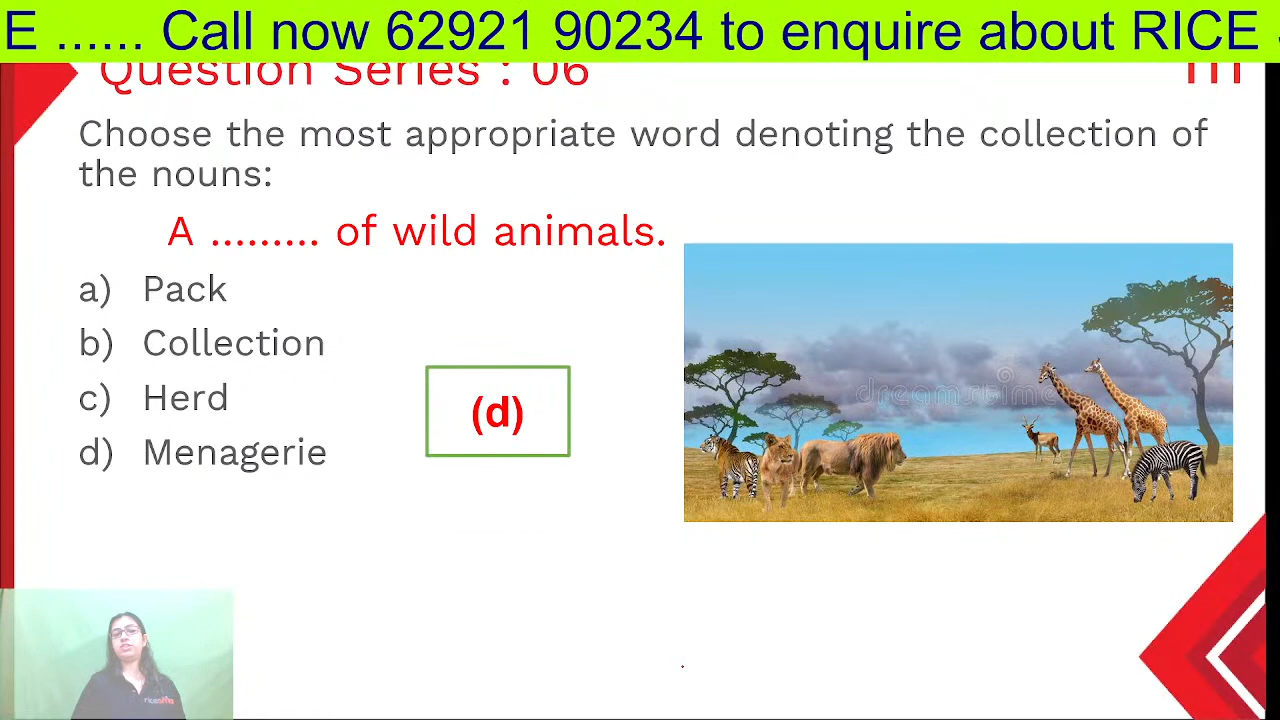 E ...... Call now 62921 90234 to enquire about RICE
Question Series : 06
Choose the most appropriate word denoting the collection of
the nouns:
A ......... of wild animals.
a) Pack
b) Collection
c) Herd
d) Menagerie
(d)
dreamstime